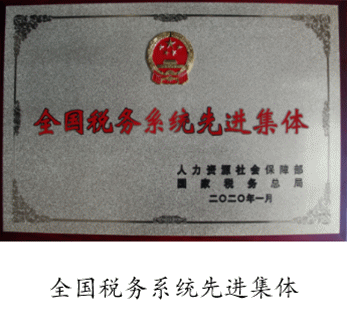 全国税务系统先进集体
人力资源社会保障部
国家税务总局
二〇二〇年一月
全国税务系统先进集体